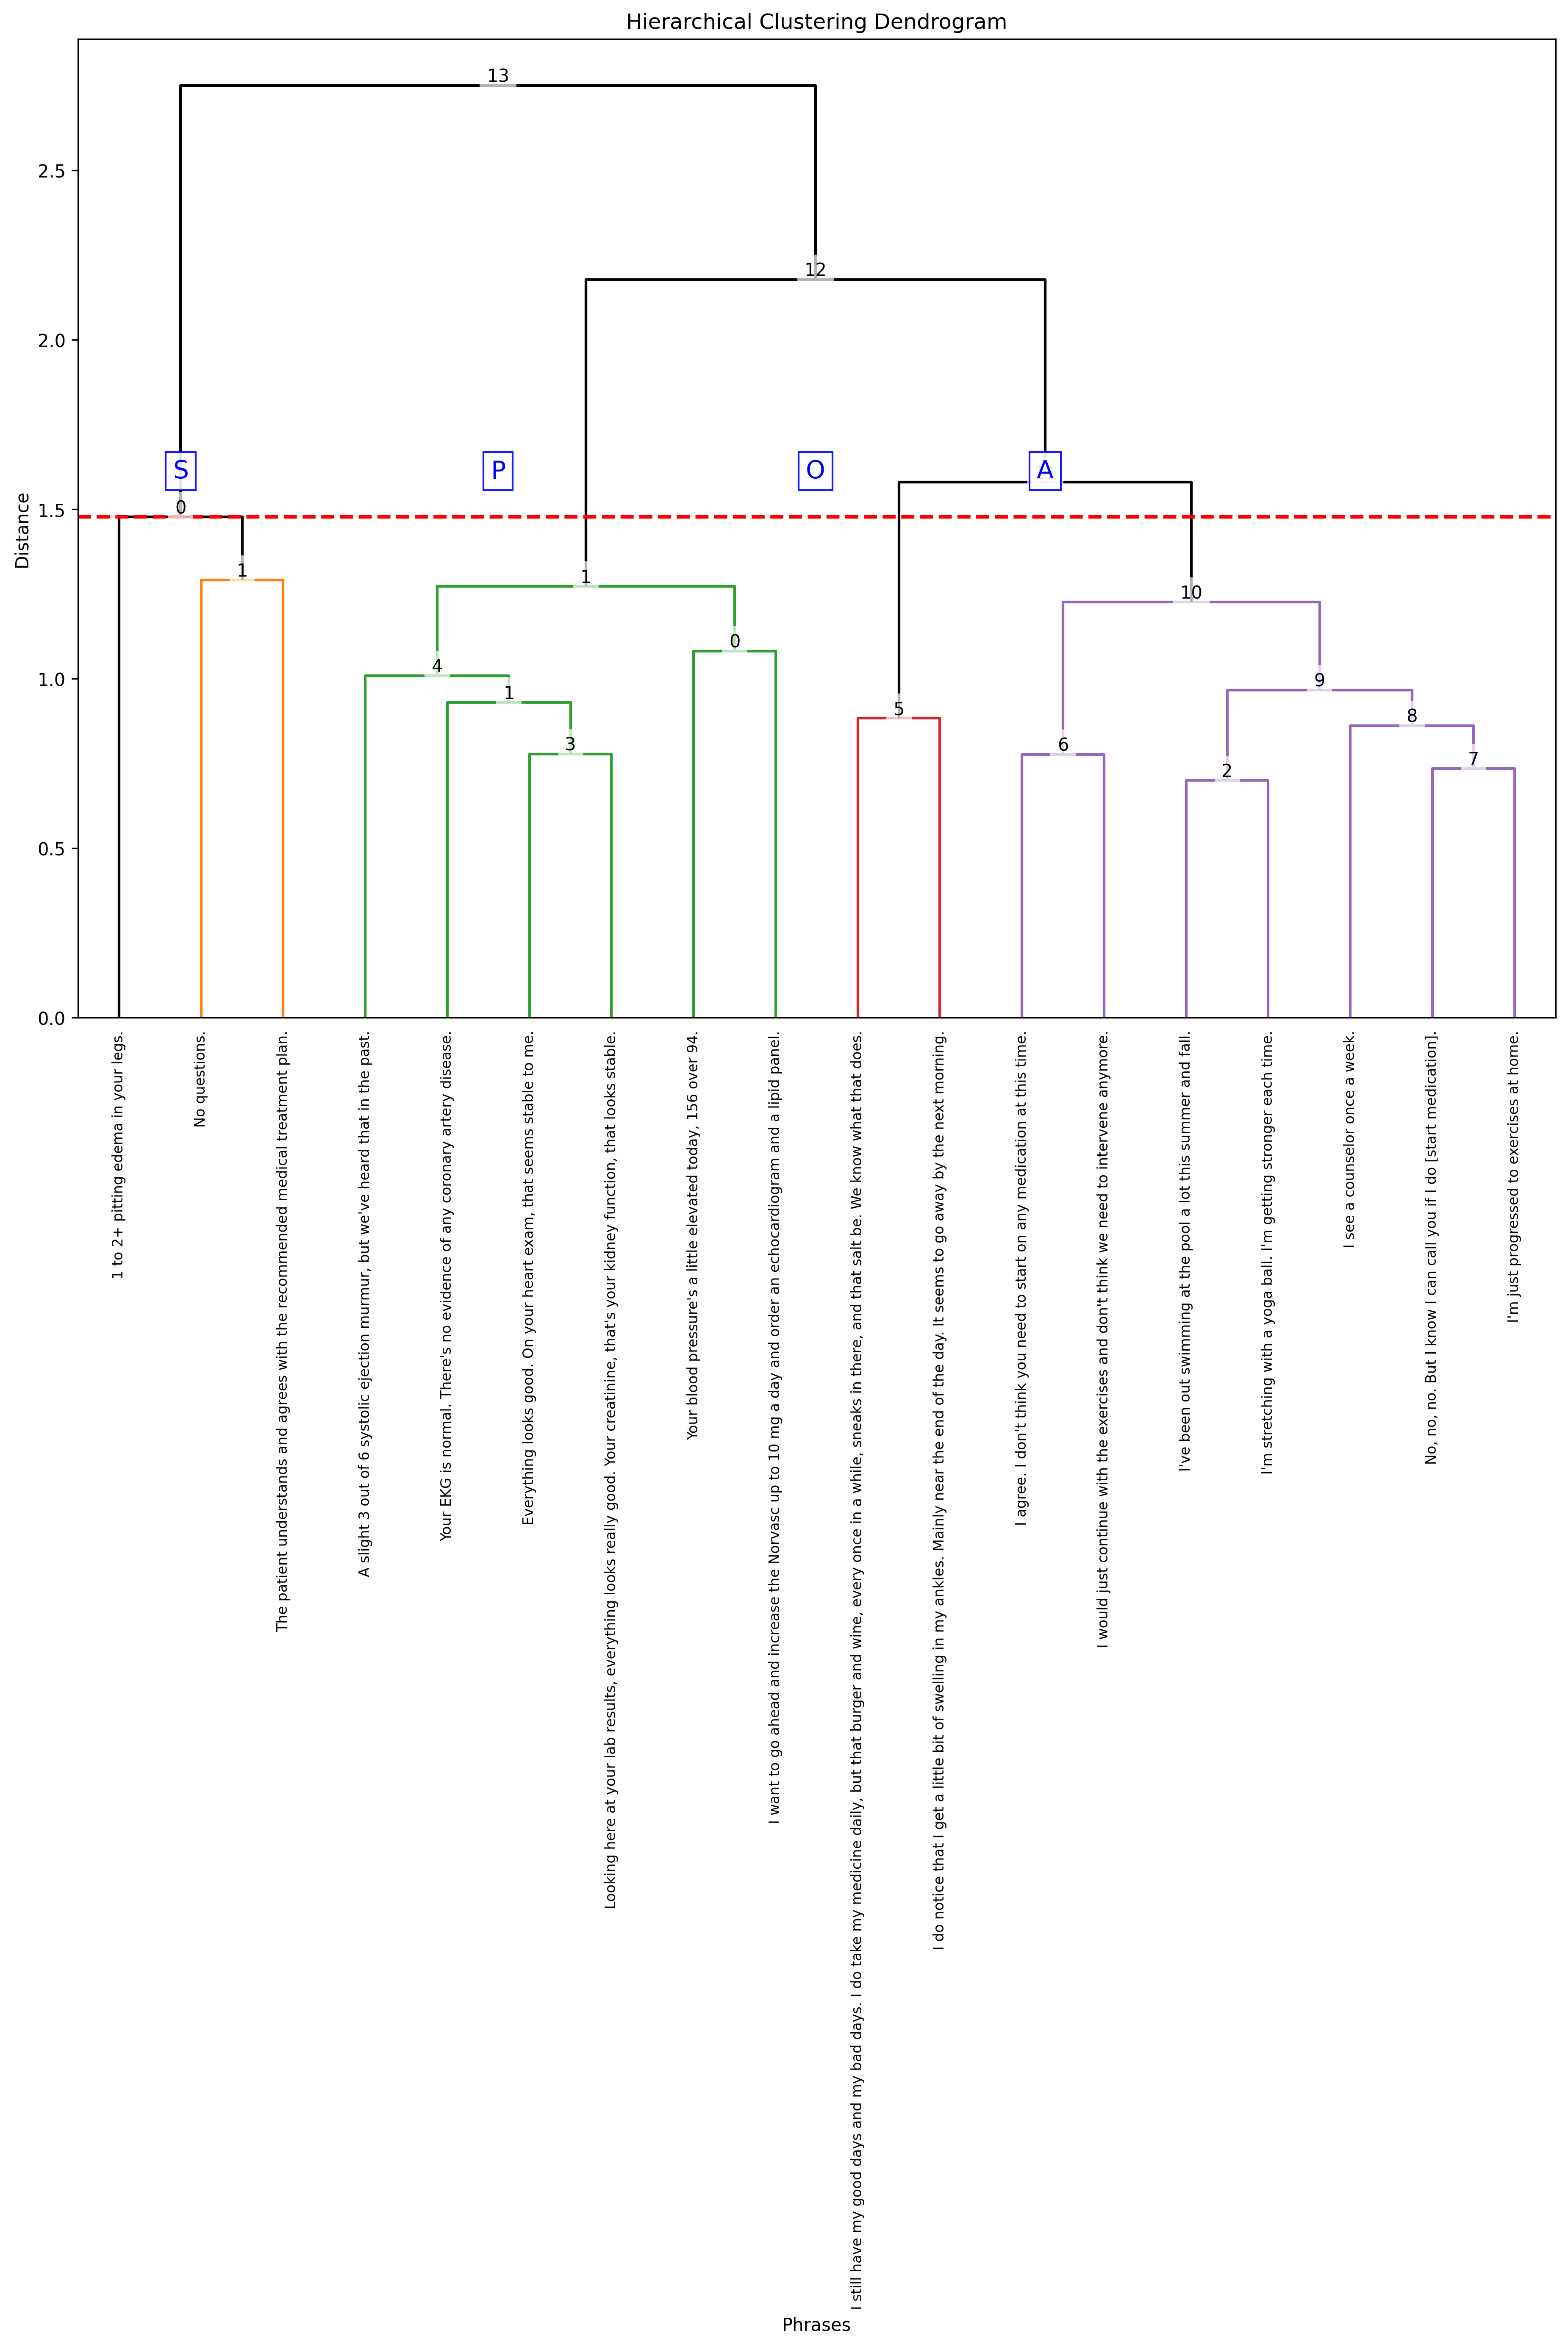 Hierarchical Clustering Dendrogram
13
2.5
12
2.0
S
P
O
A
1.5
0
Distance
1
1
10
1.0
0
4
9
1
5
8
3
6
7
2
0.5
0.0
1 to 2+ pitting edema in your legs.
No questions.
The patient understands and agrees with the recommended medical treatment plan.
A slight 3 out of 6 systolic ejection murmur, but we've heard that in the past.
Your EKG is normal. There's no evidence of any coronary artery disease.
Everything looks good. On your heart exam, that seems stable to me.
Looking here at your lab results, everything looks really good. Your creatinine, that's your kidney function, that looks stable.
Your blood pressure's a little elevated today, 156 over 94.
I want to go ahead and increase the Norvasc up to 10 mg a day and order an echocardiogram and a lipid panel.
I still have my good days and my bad days. I do take my medicine daily, but that burger and wine, every once in a while, sneaks in there, and that salt be. We know what that does.
I do notice that I get a little bit of swelling in my ankles. Mainly near the end of the day. It seems to go away by the next morning.
I agree. I don't think you need to start on any medication at this time.
I would just continue with the exercises and don't think we need to intervene anymore.
I've been out swimming at the pool a lot this summer and fall.
I'm stretching with a yoga ball. I'm getting stronger each time.
I see a counselor once a week.
No, no, no. But I know I can call you if I do [start medication].
I'm just progressed to exercises at home.
Phrases